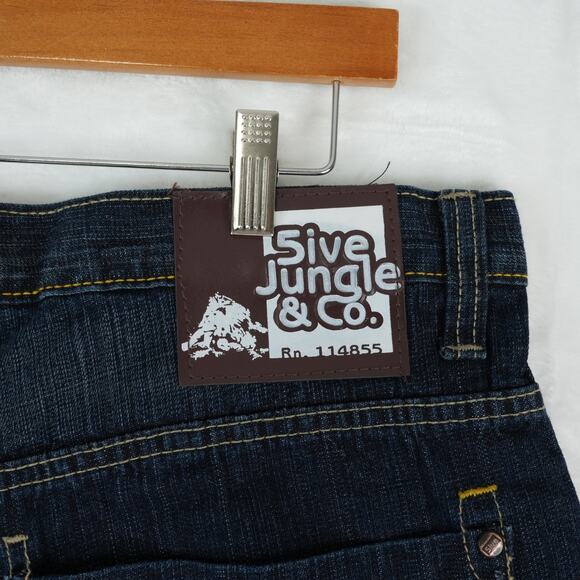 5ive
Jungle
& Co.
Rn. 114855